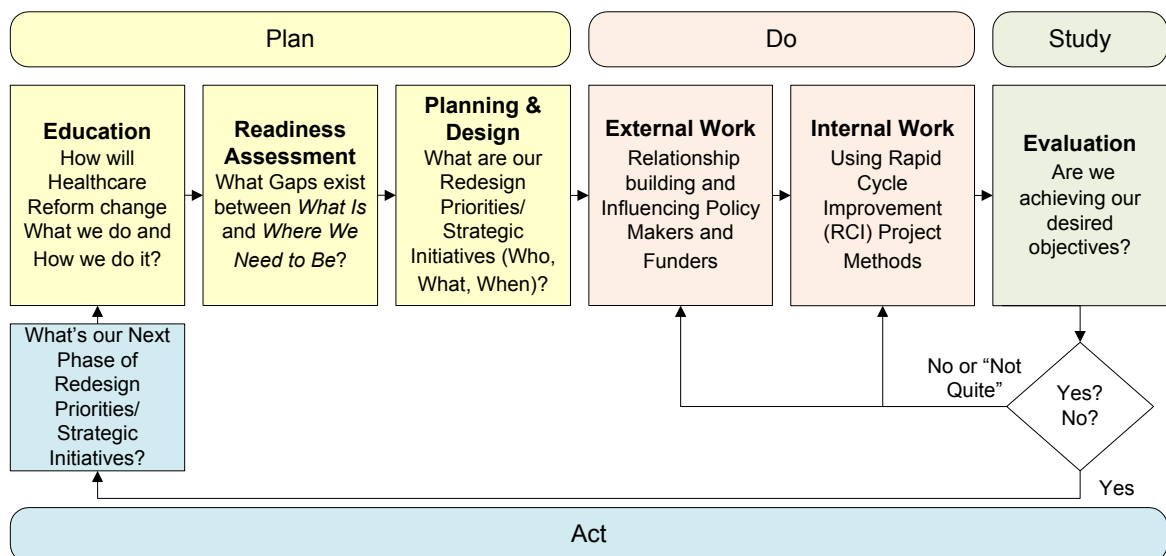 Plan
Do
Study
Education
How will
Healthcare
Reform change
What we do and
How we do it?
Readiness
Assessment
What Gaps exist
between What Is
and Where We
Need to Be?
Planning &
Design
What are our
Redesign
Priorities/
Strategic
Initiatives (Who,
What, When)?
External Work
Relationship
building and
Influencing Policy
Makers and
Funders
Internal Work
Using Rapid
Cycle
Improvement
(RCI) Project
Methods
Evaluation
Are we
achieving our
desired
objectives?
What’s our Next
Phase of
Redesign
Priorities/
Strategic
Initiatives?
No or “Not
Quite”
Yes?
No?
Yes
Act